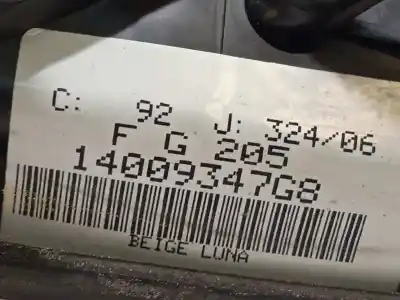 C: 92 J: 324/06
F G 205
14009347G8
BEIGE LUNA